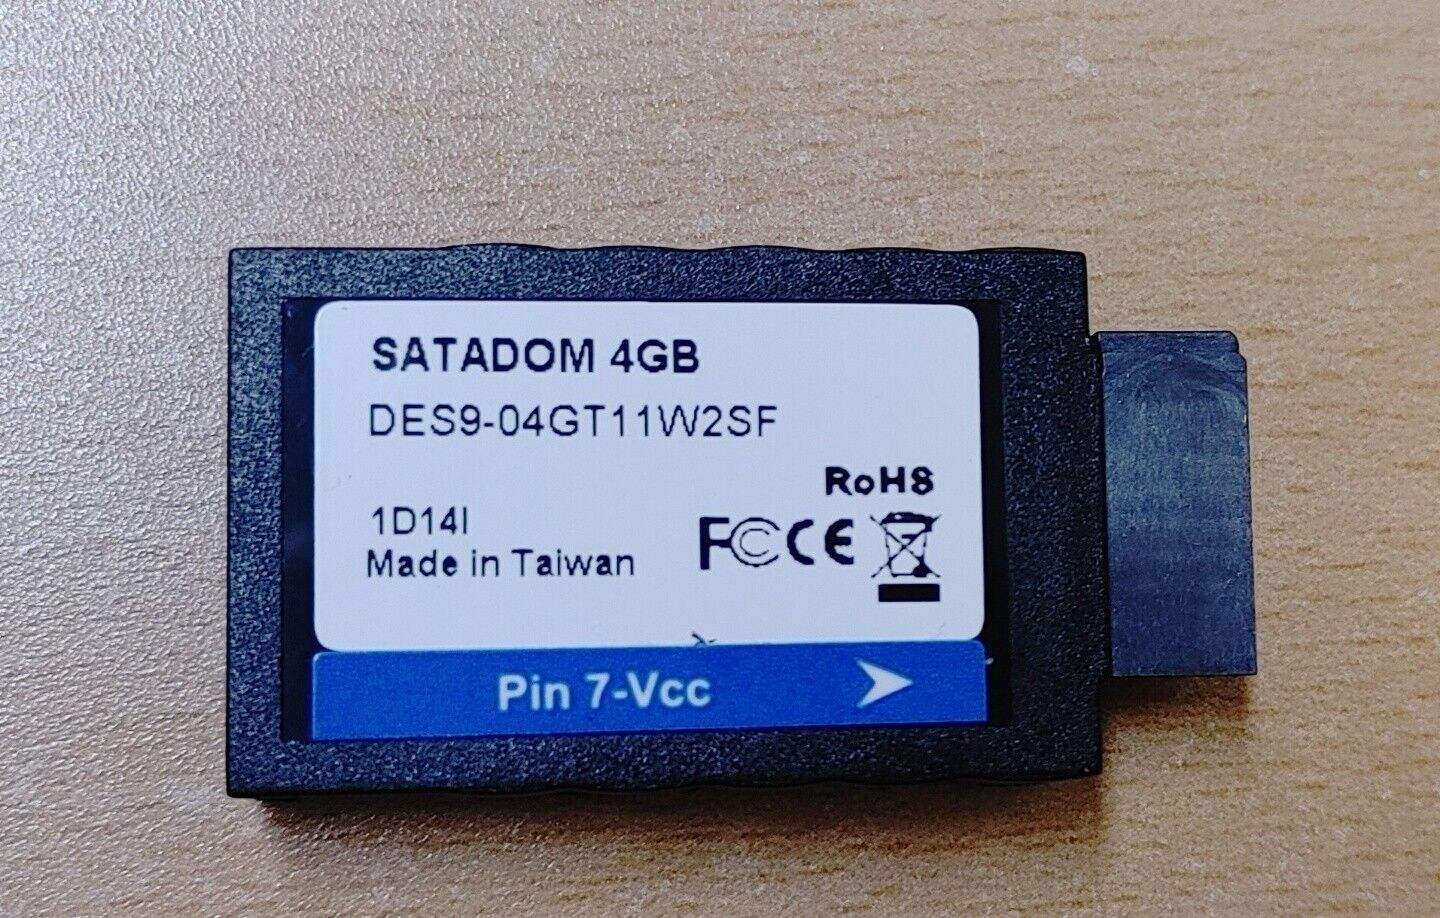 SATADOM 4GB
DES9-04GT11W2SF
RoHS
1D14I
FC CE
Made in Taiwan
Pin 7-Vcc